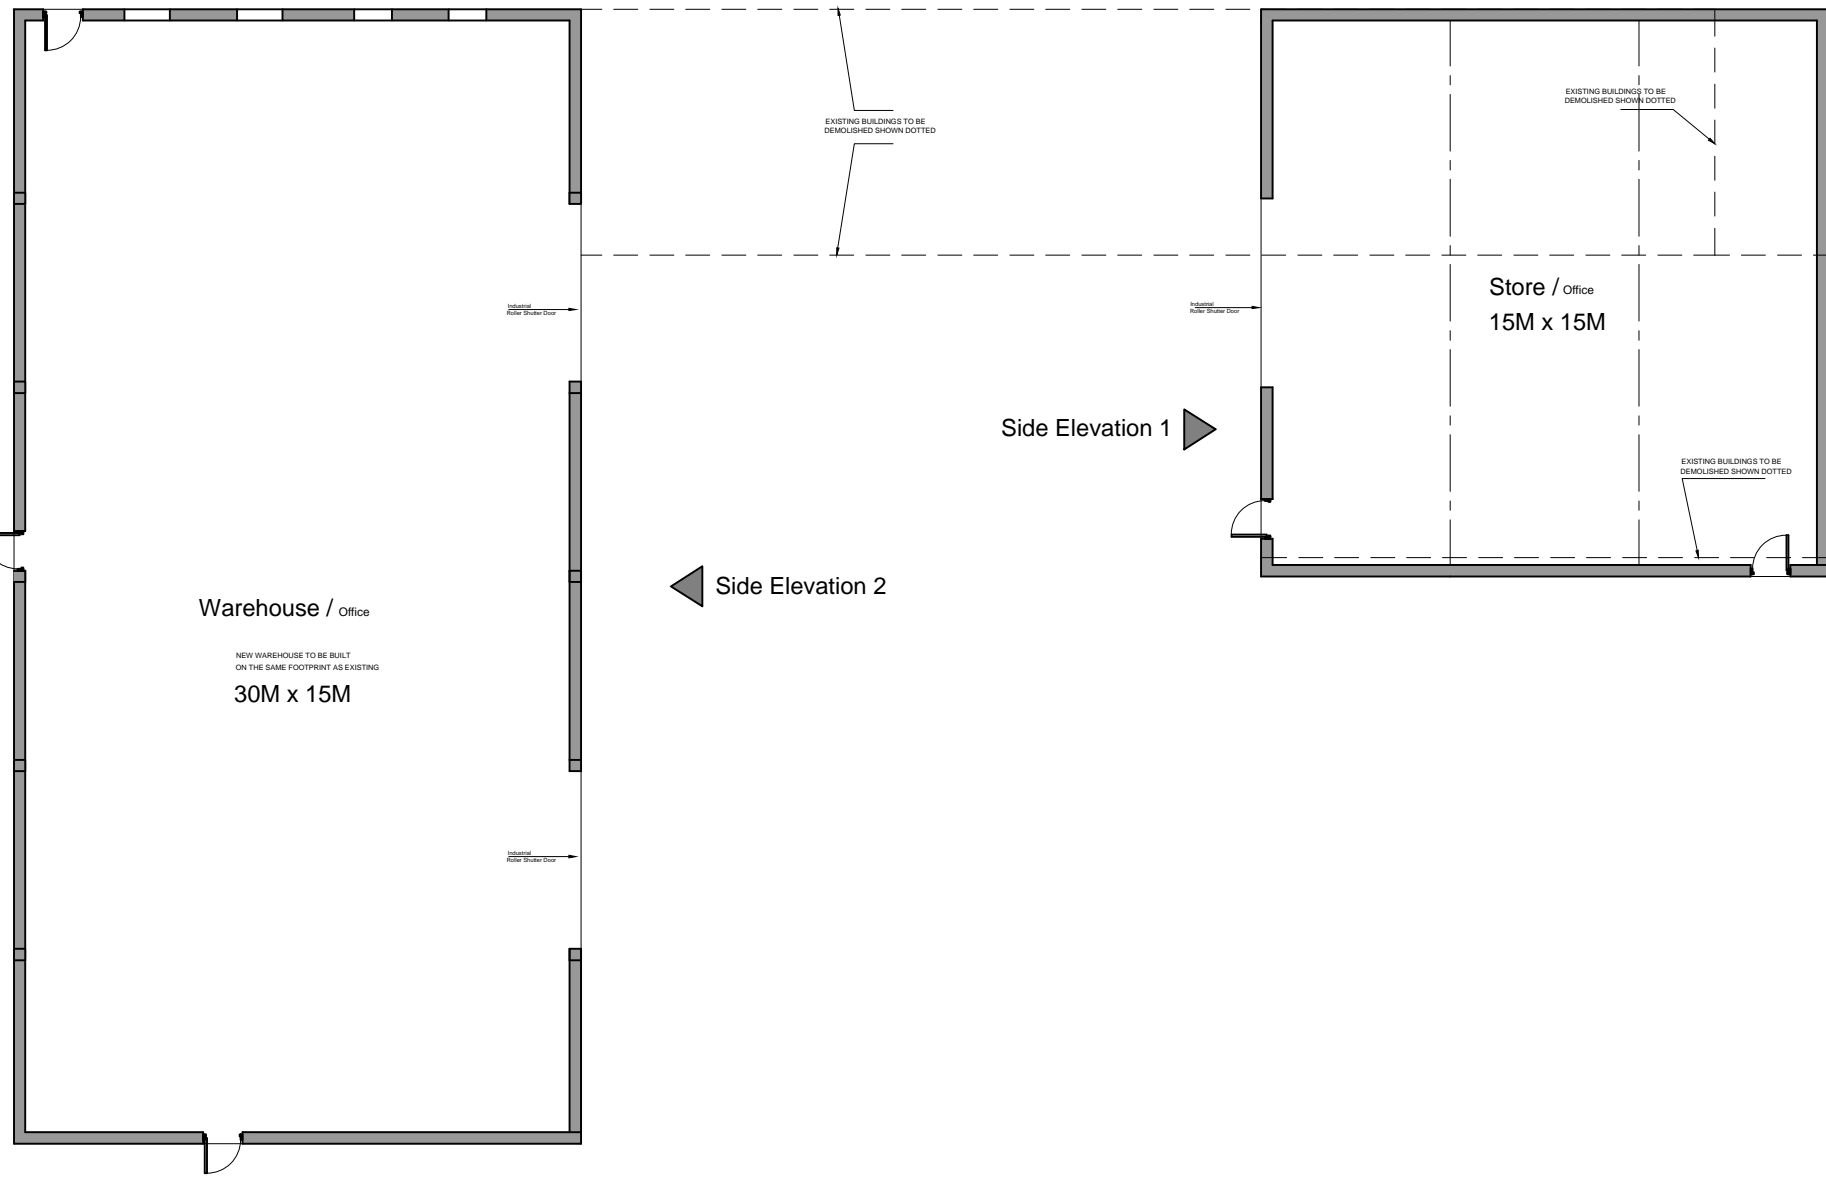 EXISTING BUILDINGS TO BE
DEMOLISHED SHOWN DOTTED
EXISTING BUILDINGS TO BE
DEMOLISHED SHOWN DOTTED
Industrial
Roller Shutter Door
Industrial
Roller Shutter Door
Store / Office
15M x 15M
Side Elevation 1
EXISTING BUILDINGS TO BE
DEMOLISHED SHOWN DOTTED
Side Elevation 2
Warehouse / Office
NEW WAREHOUSE TO BE BUILT
ON THE SAME FOOTPRINT AS EXISTING
30M x 15M
Industrial
Roller Shutter Door